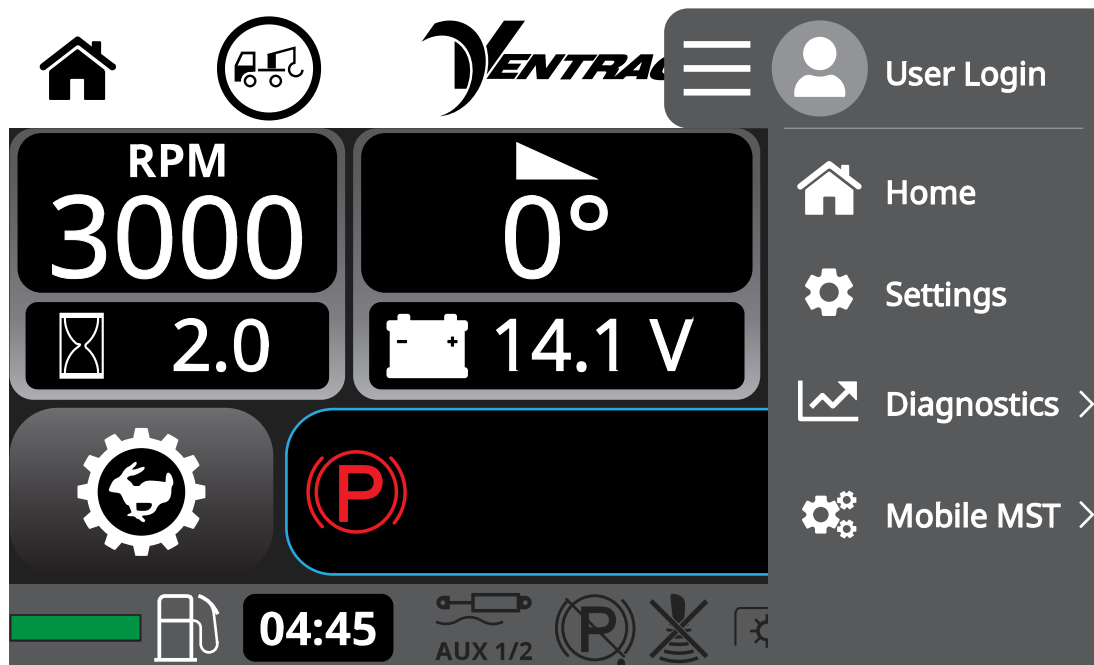 VENTRAC
User Login
RPM
3000
0°
Home
2.0
- + 14.1 V
Settings
Diagnostics
P
Mobile MST
04:45
AUX 1/2
P